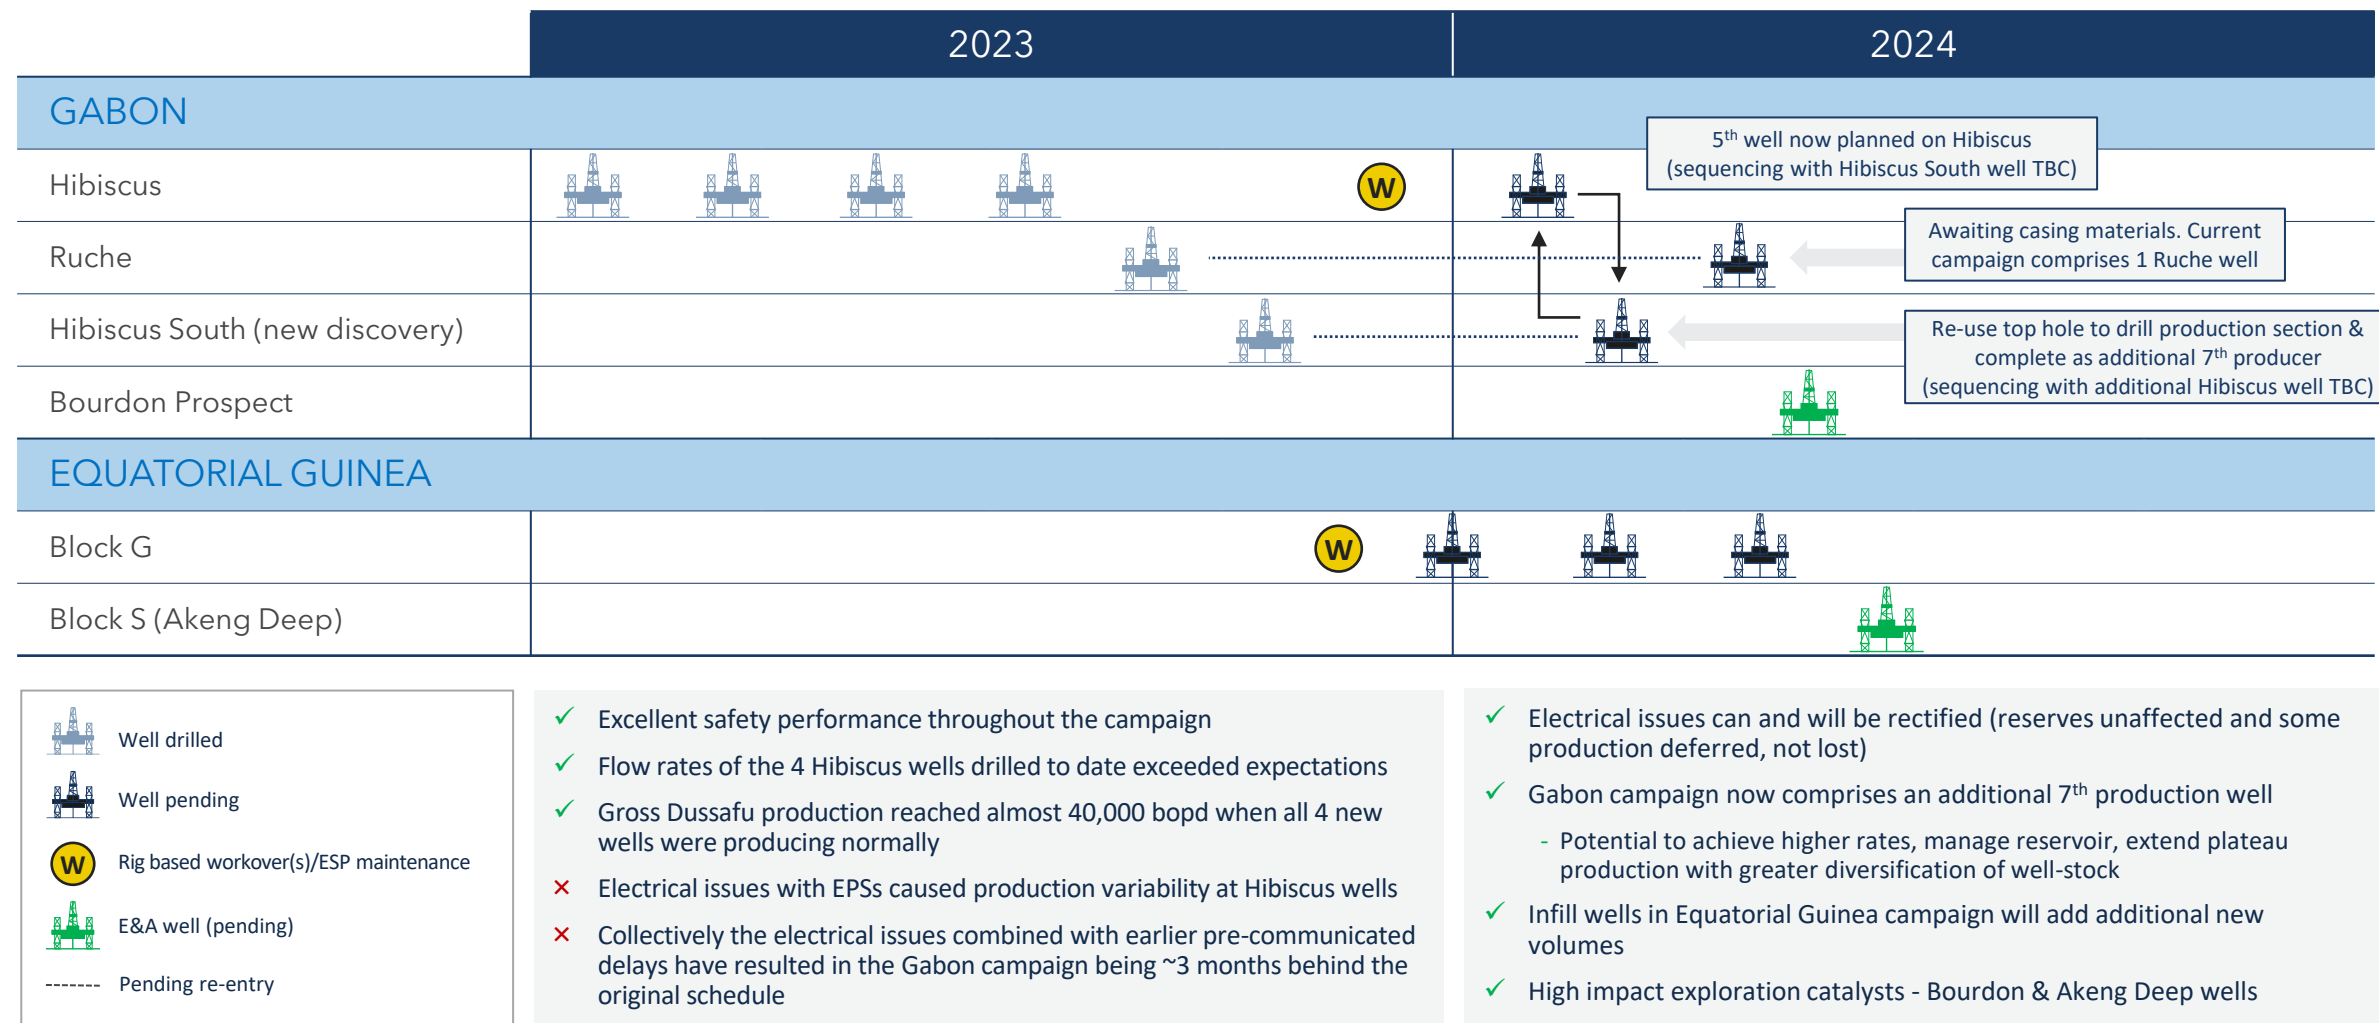 2023
2024
GABON
5th well now planned on Hibiscus
(sequencing with Hibiscus South well TBC)
Hibiscus
W
Ruche
Awaiting casing materials. Current
campaign comprises 1 Ruche well
Hibiscus South (new discovery)
Re-use top hole to drill production section &
complete as additional 7th producer
(sequencing with additional Hibiscus well TBC)
Bourdon Prospect
EQUATORIAL GUINEA
Block G
W
Block S (Akeng Deep)
Well drilled
Well pending
W
Rig based workover(s)/ESP maintenance
E&A well (pending)
Pending re-entry
✓ Excellent safety performance throughout the campaign
✓ Flow rates of the 4 Hibiscus wells drilled to date exceeded expectations
✓ Gross Dussafu production reached almost 40,000 bopd when all 4 new
wells were producing normally
× Electrical issues with EPSs caused production variability at Hibiscus wells
× Collectively the electrical issues combined with earlier pre-communicated
delays have resulted in the Gabon campaign being ~3 months behind the
original schedule
✓ Electrical issues can and will be rectified (reserves unaffected and some
production deferred, not lost)
✓ Gabon campaign now comprises an additional 7th production well
- Potential to achieve higher rates, manage reservoir, extend plateau
production with greater diversification of well-stock
✓ Infill wells in Equatorial Guinea campaign will add additional new
volumes
✓ High impact exploration catalysts - Bourdon & Akeng Deep wells